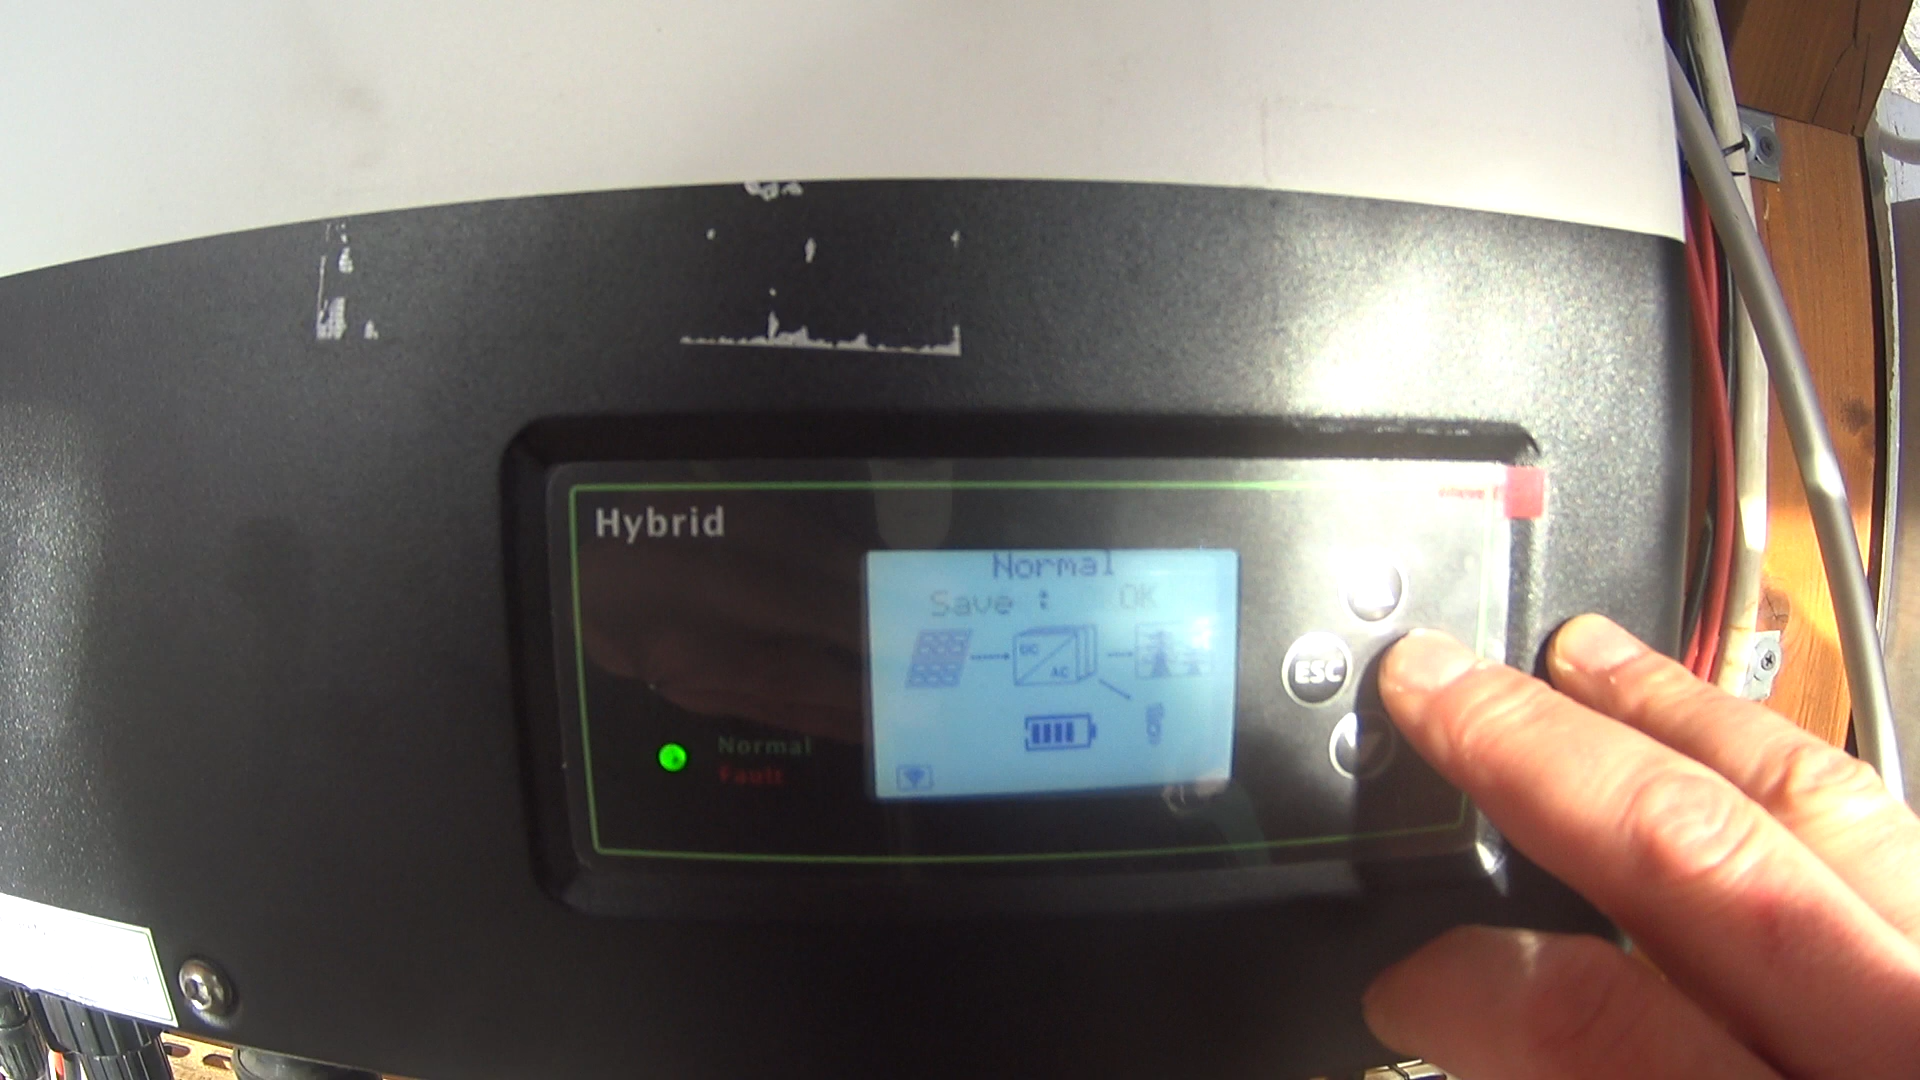 Hybrid
Normal
Save : OK
DC
AC
ESC
Normal
Fault